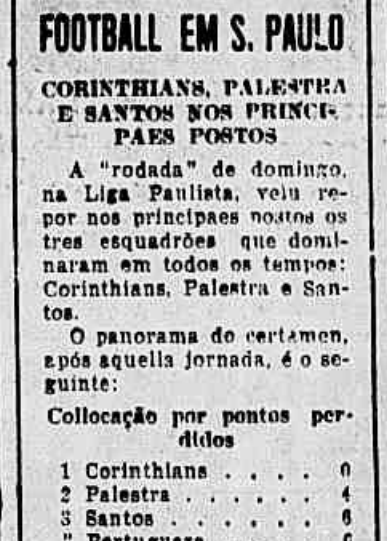 FOOTBALL EM S. PAULO
CORINTHIANS, PALESTRA
E SANTOS NOS PRINCI-
PAES POSTOS
A "rodada" de domingo,
na Liga Paulista, veiu re-
por nos principaes postos os
tres esquadrões que domi-
naram em todos os tempos:
Corinthians, Palestra e San-
tos.
O panorama do certamen,
após aquella jornada, é o se-
guinte:
Collocação por pontos per-
didos
1 Corinthians . . . . 0
2 Palestra . . . . . . 4
3 Santos . . . . . . 6
" Portugueza